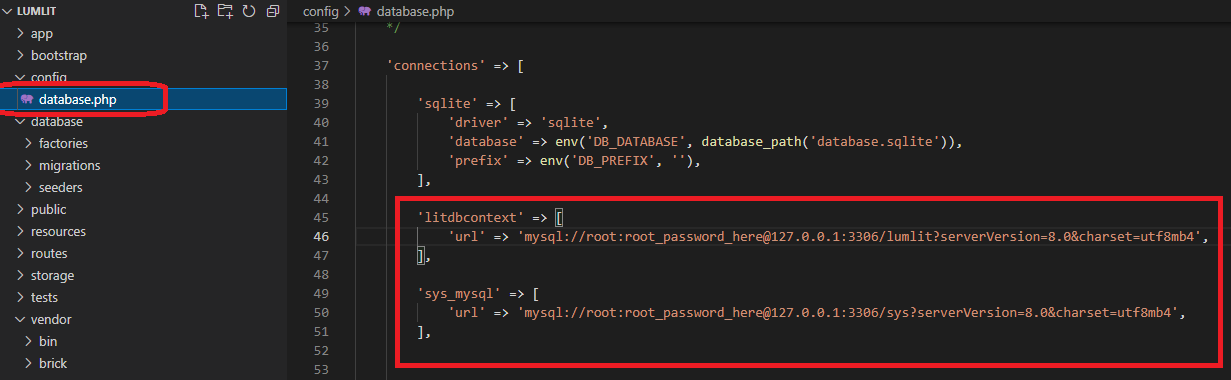 LUMLIT
app
bootstrap
config
database.php
database
factories
migrations
seeders
public
resources
routes
storage
tests
vendor
bin
brick
config > database.php
35 */
36
37 'connections' => [
38
39 'sqlite' => [
40 'driver' => 'sqlite',
41 'database' => env('DB_DATABASE', database_path('database.sqlite')),
42 'prefix' => env('DB_PREFIX', ''),
43 ],
44
45 'litdbcontext' => [
46 'url' => 'mysql://root:root_password_here@127.0.0.1:3306/lumlit?serverVersion=8.0&charset=utf8mb4',
47 ],
48
49 'sys_mysql' => [
50 'url' => 'mysql://root:root_password_here@127.0.0.1:3306/sys?serverVersion=8.0&charset=utf8mb4',
51 ],
52
53